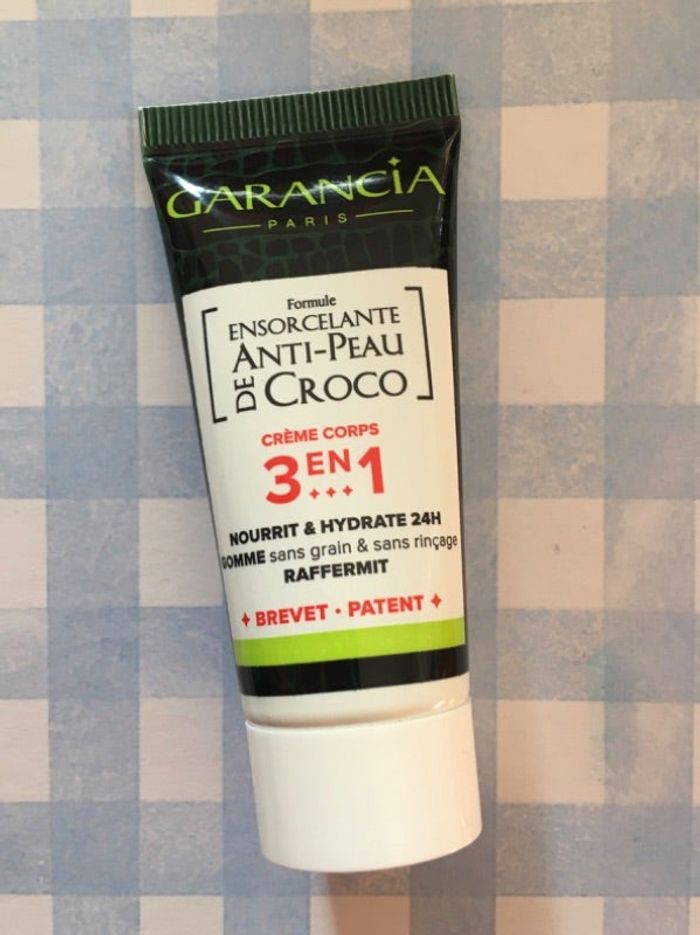 GARANCIA
PARIS
Formule
ENSORCELANTE
ANTI-PEAU
DE CROCO
CRÈME CORPS
3 EN 1
NOURRIT & HYDRATE 24H
GOMME sans grain & sans rinçage
RAFFERMIT
BREVET · PATENT